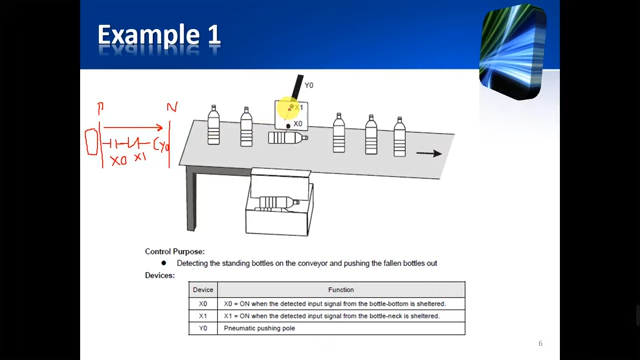 Example 1
Y0
X1
X0
P N
X0 X1 Y0
Control Purpose:
● Detecting the standing bottles on the conveyor and pushing the fallen bottles out
Devices:
Device Function
X0 X0 = ON when the detected input signal from the bottle-bottom is sheltered.
X1 X1 = ON when the detected input signal from the bottle-neck is sheltered.
Y0 Pneumatic pushing pole
6